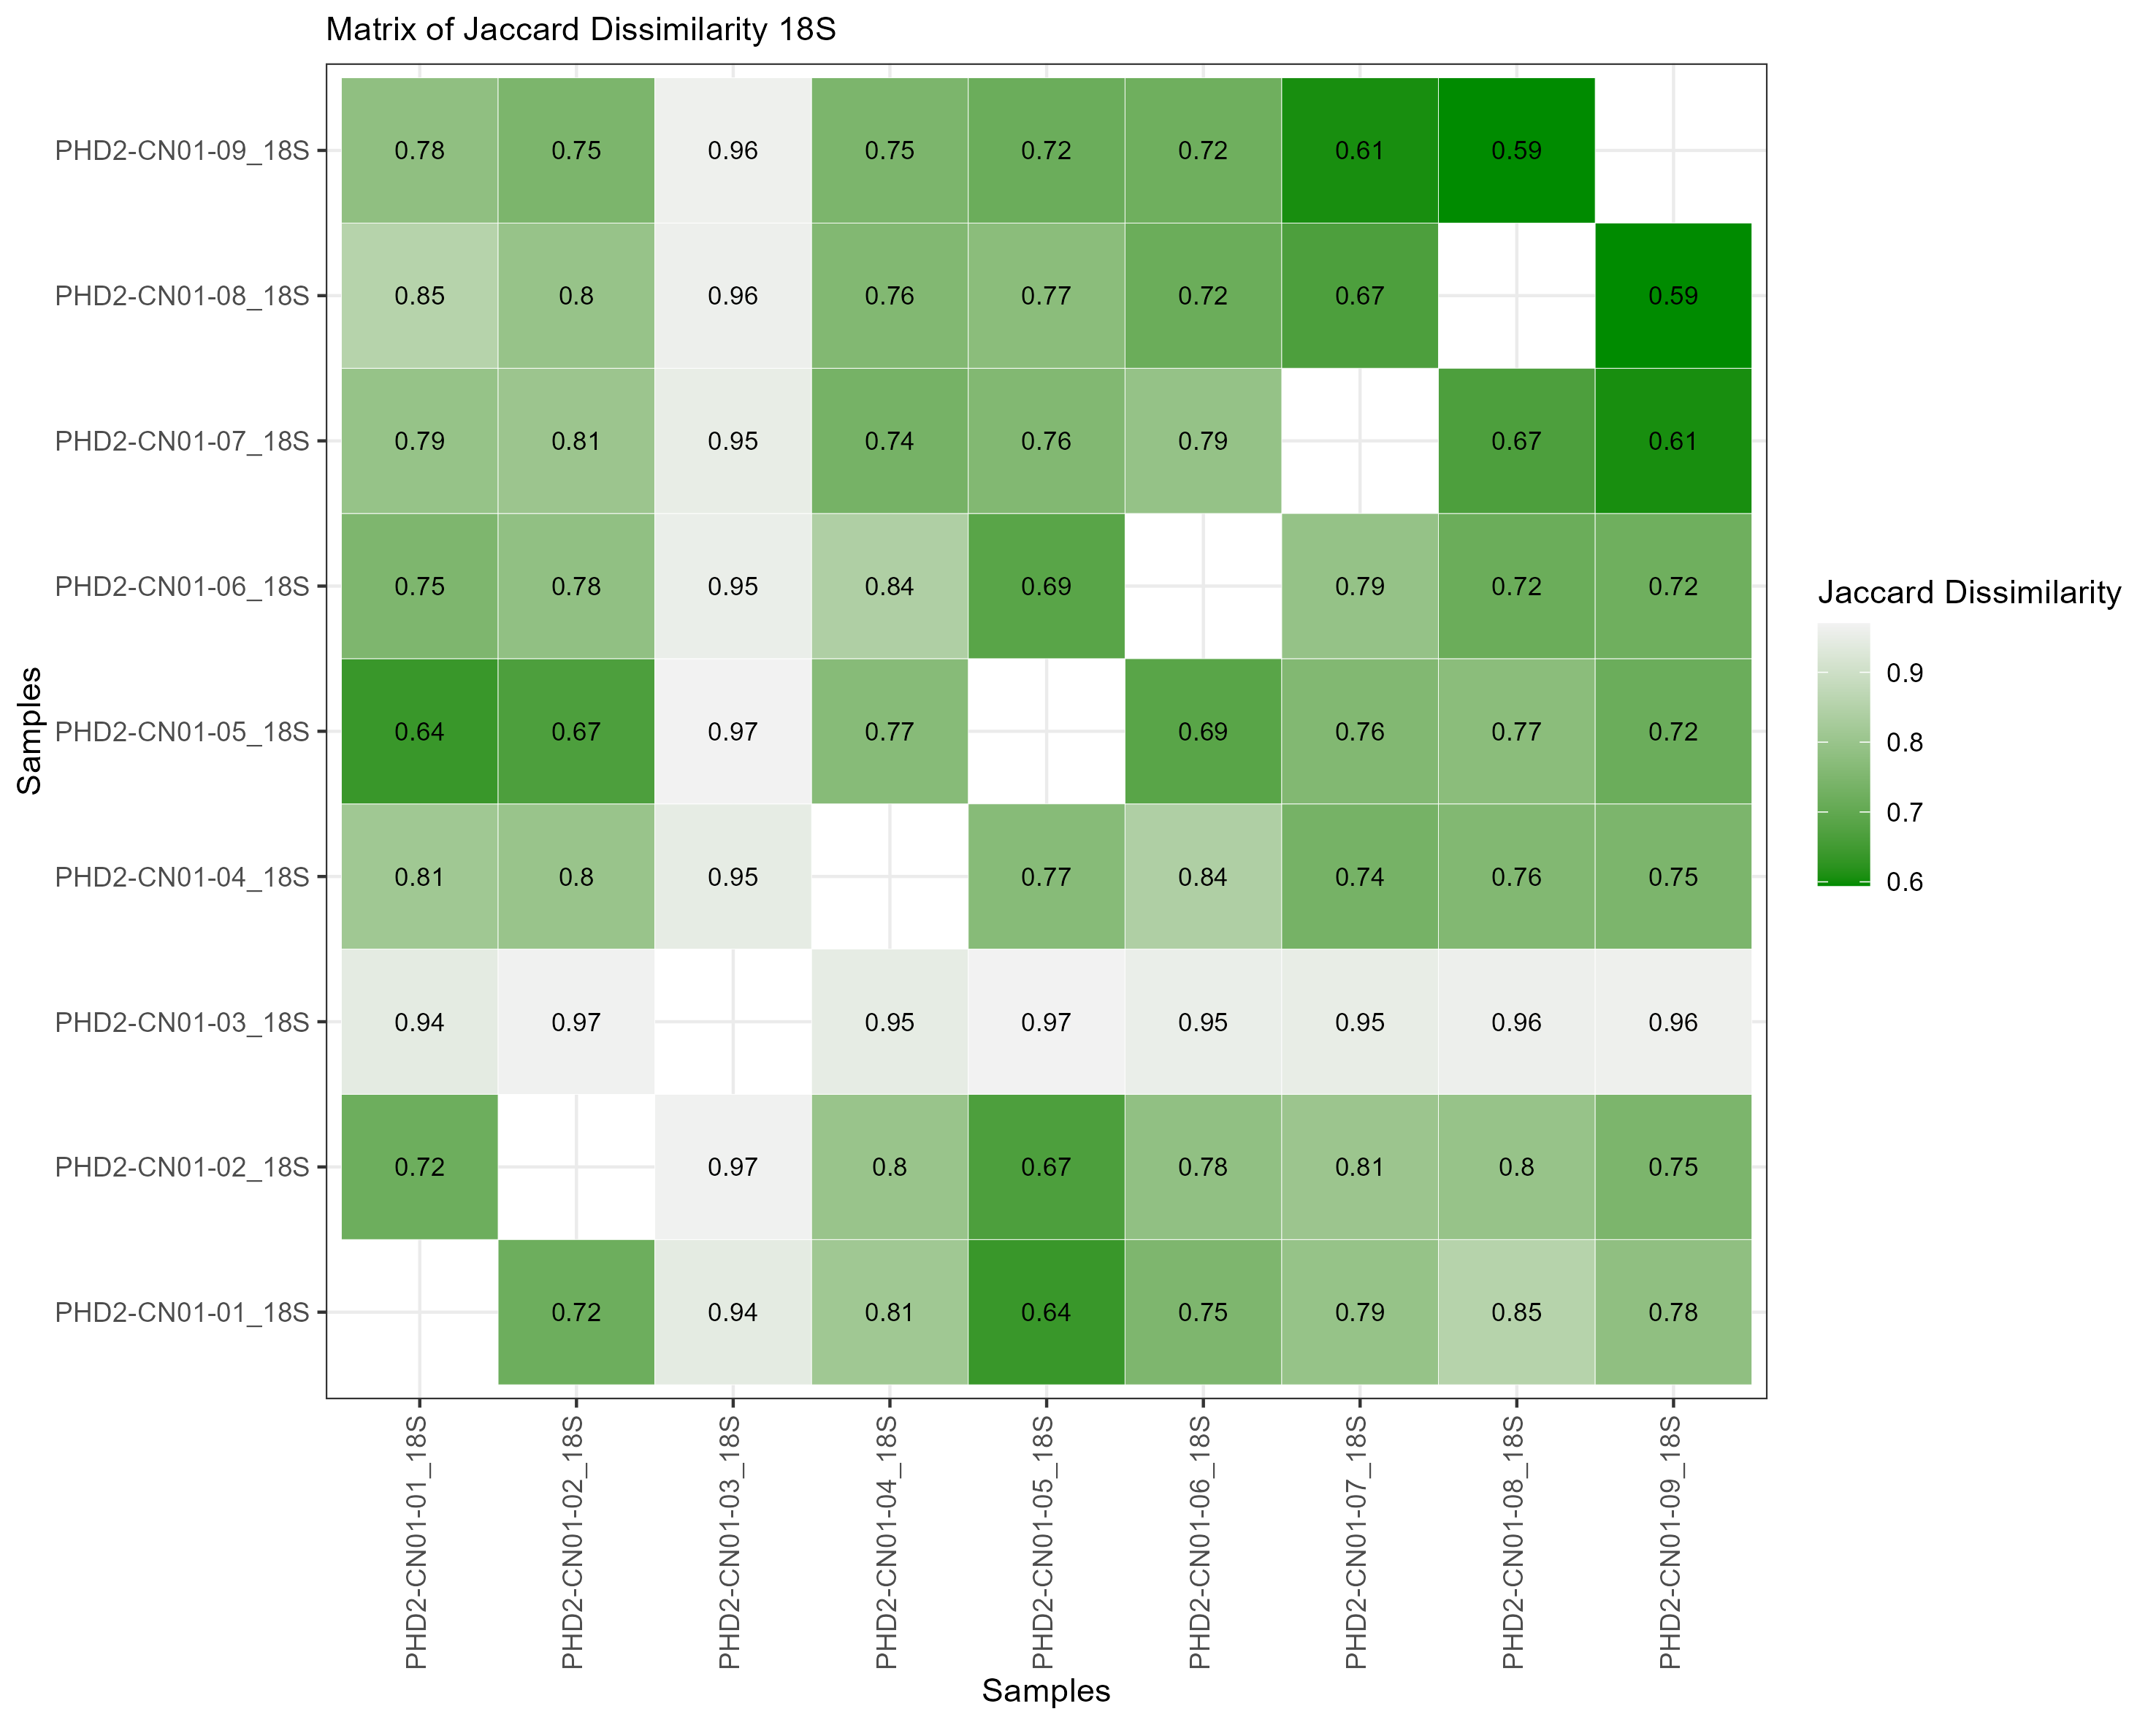 Matrix of Jaccard Dissimilarity 18S
PHD2-CN01-09_18S 0.78 0.75 0.96 0.75 0.72 0.72 0.61 0.59
PHD2-CN01-08_18S 0.85 0.8 0.96 0.76 0.77 0.72 0.67 0.59
PHD2-CN01-07_18S 0.79 0.81 0.95 0.74 0.76 0.79 0.67 0.61
PHD2-CN01-06_18S 0.75 0.78 0.95 0.84 0.69 0.79 0.72 0.72
PHD2-CN01-05_18S 0.64 0.67 0.97 0.77 0.69 0.76 0.77 0.72
PHD2-CN01-04_18S 0.81 0.8 0.95 0.77 0.84 0.74 0.76 0.75
PHD2-CN01-03_18S 0.94 0.97 0.95 0.97 0.95 0.95 0.96 0.96
PHD2-CN01-02_18S 0.72 0.97 0.8 0.67 0.78 0.81 0.8 0.75
PHD2-CN01-01_18S 0.72 0.94 0.81 0.64 0.75 0.79 0.85 0.78
Samples
PHD2-CN01-01_18S
PHD2-CN01-02_18S
PHD2-CN01-03_18S
PHD2-CN01-04_18S
PHD2-CN01-05_18S
PHD2-CN01-06_18S
PHD2-CN01-07_18S
PHD2-CN01-08_18S
PHD2-CN01-09_18S
Samples
Jaccard Dissimilarity
0.9
0.8
0.7
0.6